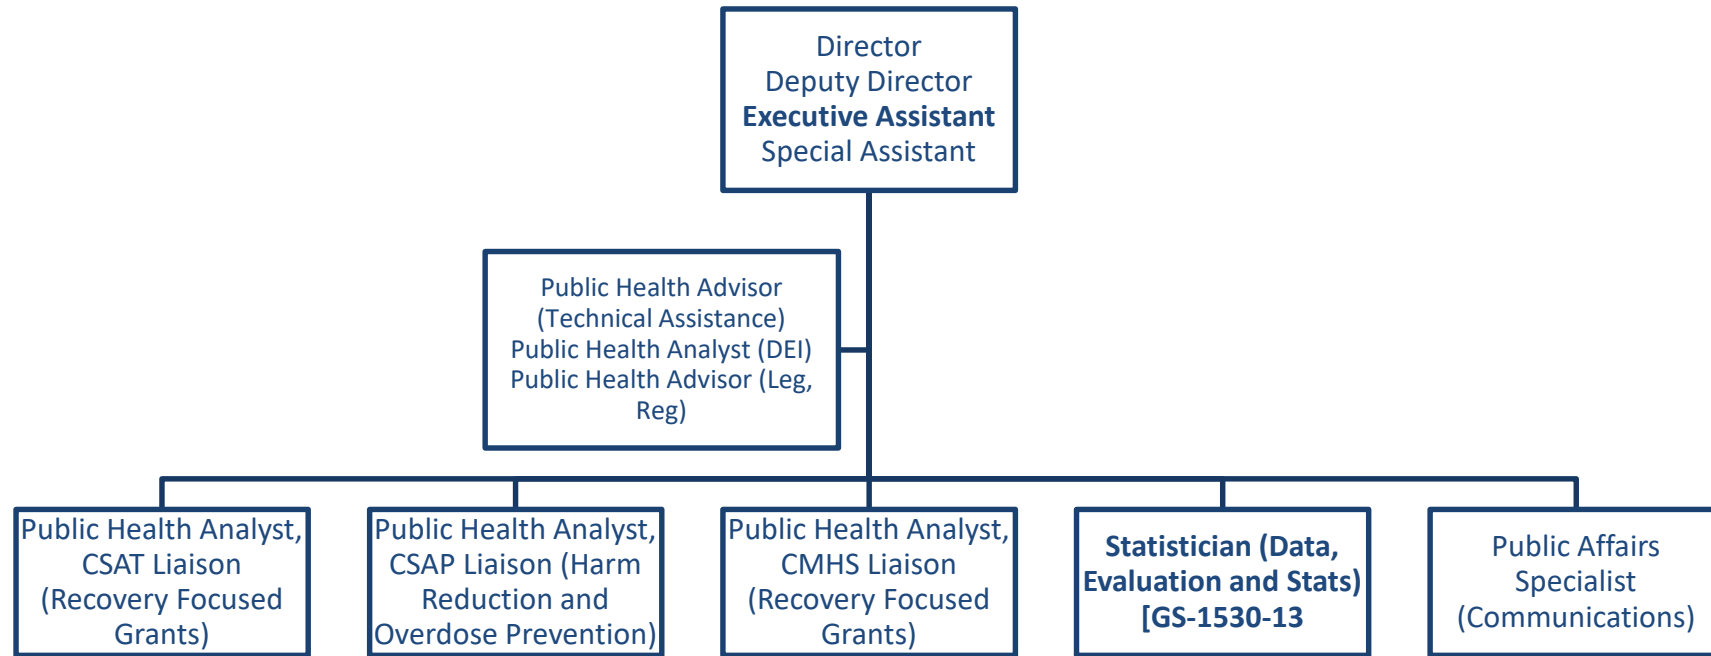 Director
Deputy Director
Executive Assistant
Special Assistant
Public Health Advisor
(Technical Assistance)
Public Health Analyst (DEI)
Public Health Advisor (Leg,
Reg)
Public Health Analyst,
CSAT Liaison
(Recovery Focused
Grants)
Public Health Analyst,
CSAP Liaison (Harm
Reduction and
Overdose Prevention)
Public Health Analyst,
CMHS Liaison
(Recovery Focused
Grants)
Statistician (Data,
Evaluation and Stats)
[GS-1530-13
Public Affairs
Specialist
(Communications)